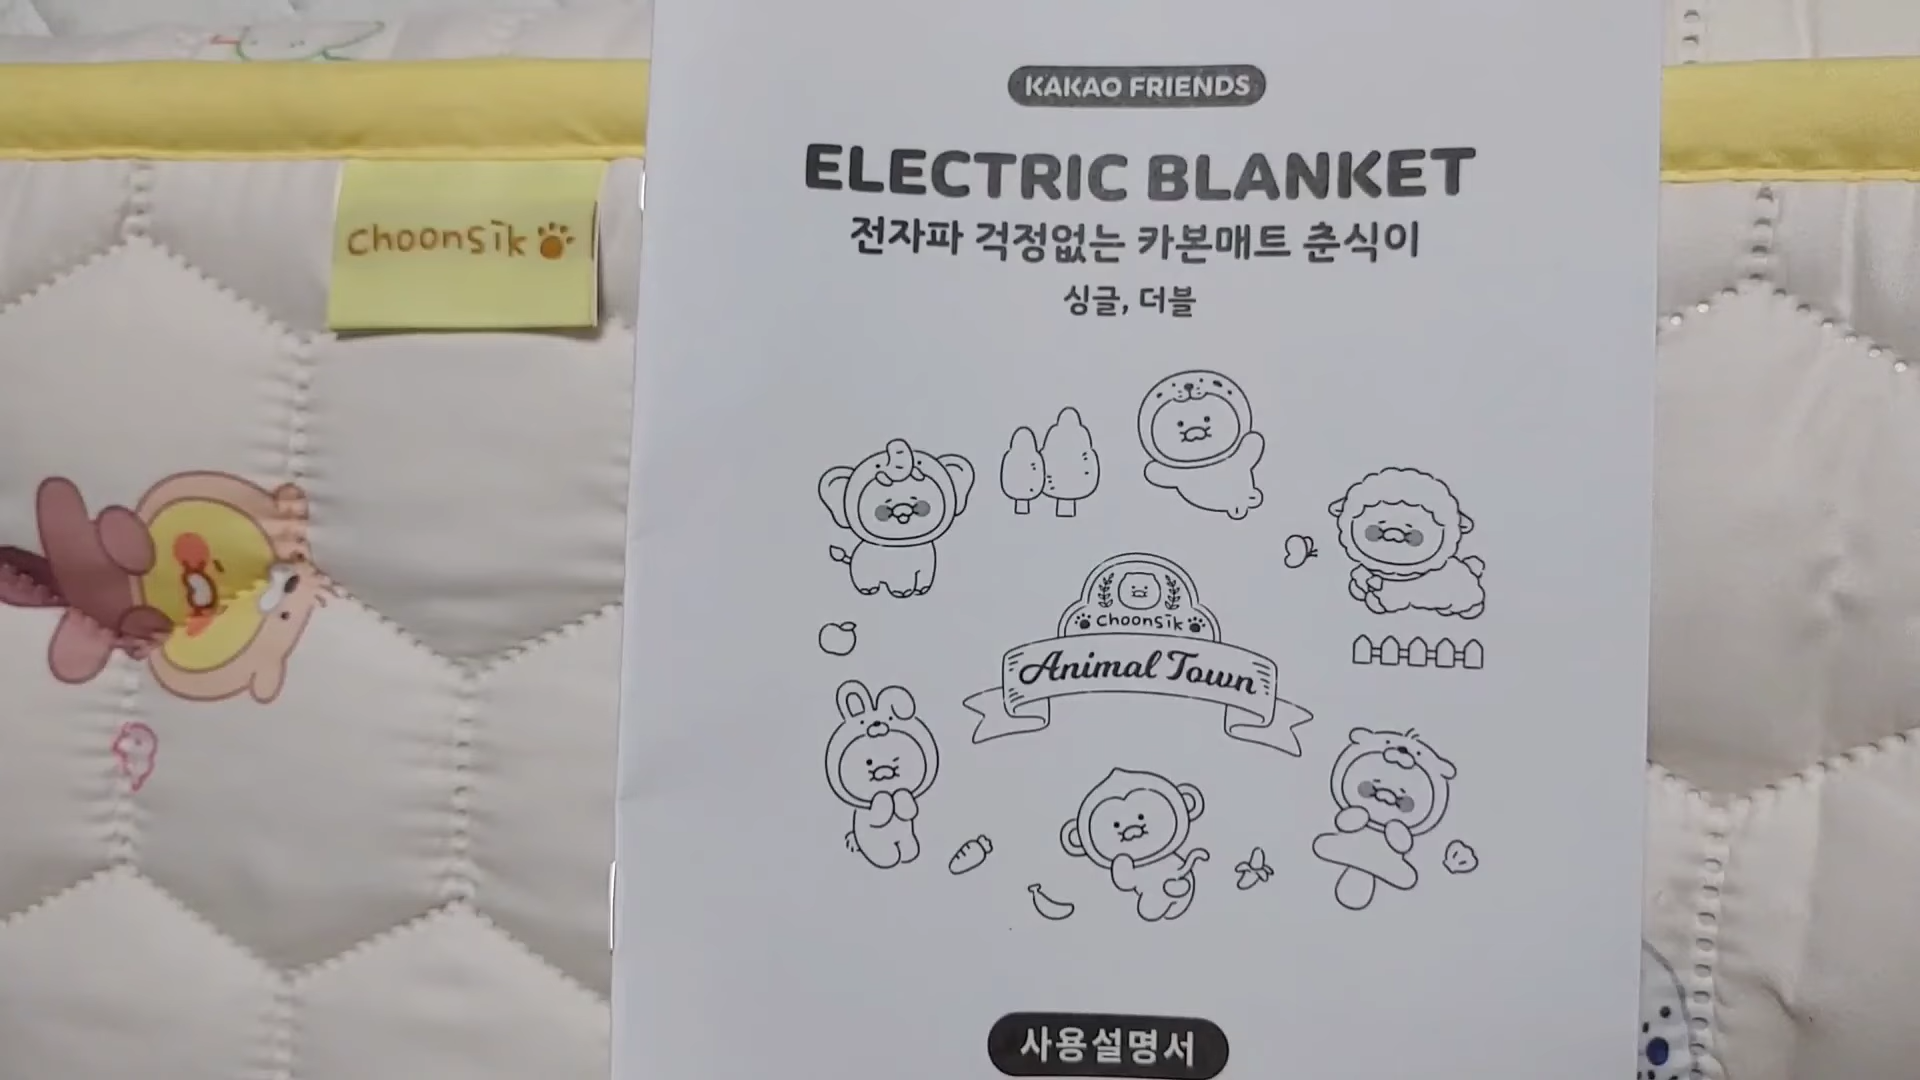 KAKAO FRIENDS
ELECTRIC BLANKET
전자파 걱정없는 카본매트 춘식이
싱글, 더블
choonsik
choonsik
Animal Town
사용설명서